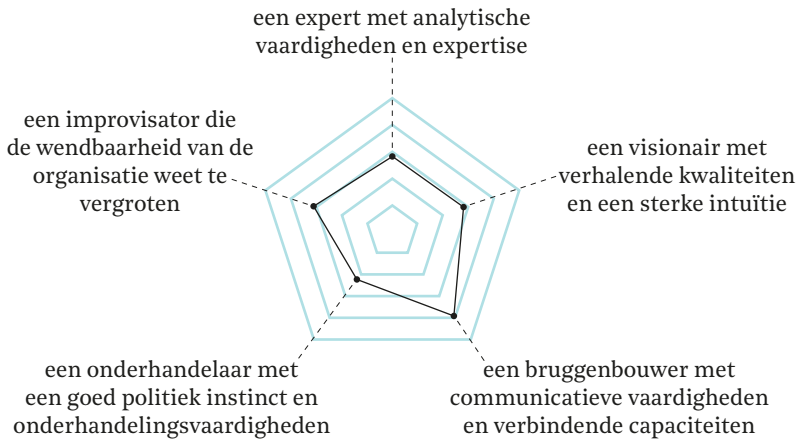 een expert met analytische
vaardigheden en expertise
een improvisator die
de wendbaarheid van de
organisatie weet te
vergroten
een visionair met
verhalende kwaliteiten
en een sterke intuïtie
een onderhandelaar met
een goed politiek instinct en
onderhandelingsvaardigheden
een bruggenbouwer met
communicatieve vaardigheden
en verbindende capaciteiten